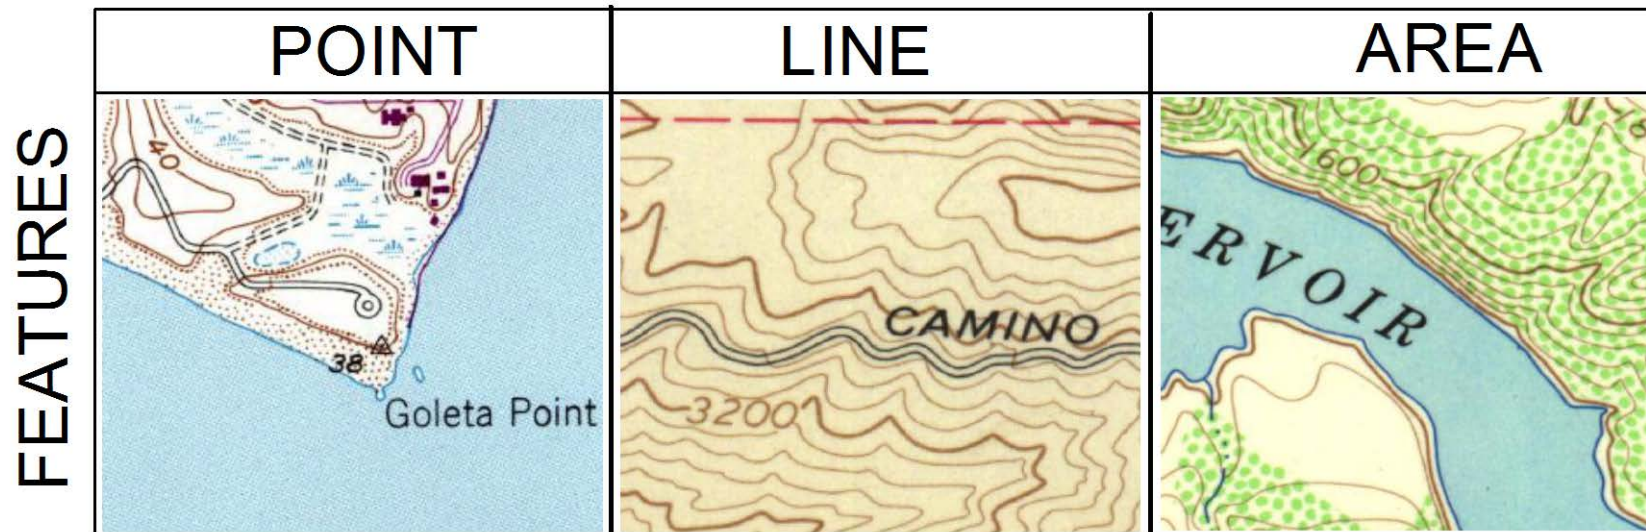 POINT
LINE
AREA
FEATURES
40
38
Goleta Point
CAMINO
3200
1600
ERVOIR